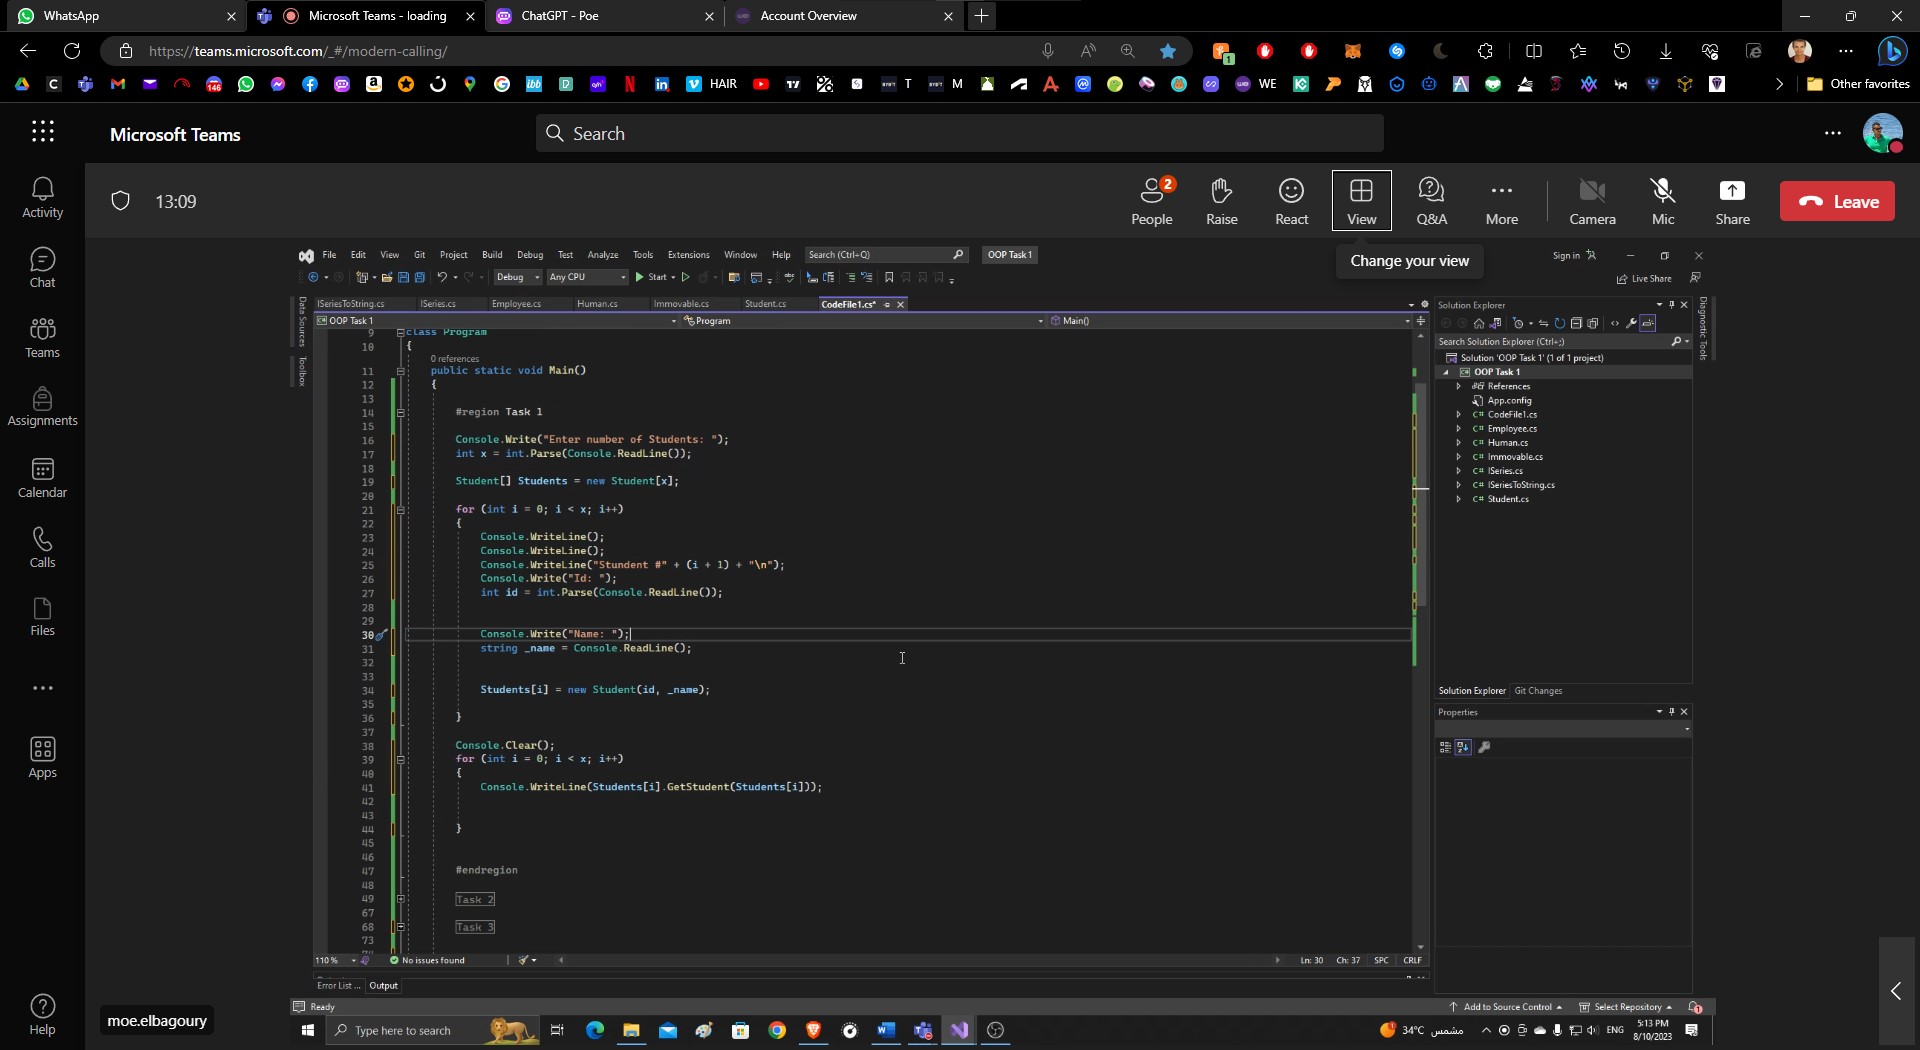 WhatsApp
Microsoft Teams - loading
ChatGPT - Poe
Account Overview
https://teams.microsoft.com/_#/modern-calling/
1
146
HAIR
T
M
WE
Other favorites
Microsoft Teams
Search
Activity
Chat
Teams
Assignments
Calendar
Calls
Files
Apps
Help
13:09
2
People
Raise
React
View
Q&A
More
Camera
Mic
Share
Leave
Change your view
File Edit View Git Project Build Debug Test Analyze Tools Extensions Window Help Search (Ctrl+Q) OOP Task 1
Sign in
Debug Any CPU Start
Live Share
ISeriesToString.cs ISeries.cs Employee.cs Human.cs Immovable.cs Student.cs CodeFile1.cs*
OOP Task 1 Program Main()
Data Sources
Toolbox
9 class Program
10 {
0 references
11 public static void Main()
12 {
13
14 #region Task 1
15
16 Console.Write("Enter number of Students: ");
17 int x = int.Parse(Console.ReadLine());
18
19 Student[] Students = new Student[x];
20
21 for (int i = 0; i < x; i++)
22 {
23 Console.WriteLine();
24 Console.WriteLine();
25 Console.WriteLine("Stundent #" + (i + 1) + "\n");
26 Console.Write("Id: ");
27 int id = int.Parse(Console.ReadLine());
28
29
30 Console.Write("Name: ");
31 string _name = Console.ReadLine();
32
33
34 Students[i] = new Student(id, _name);
35
36 }
37
38 Console.Clear();
39 for (int i = 0; i < x; i++)
40 {
41 Console.WriteLine(Students[i].GetStudent(Students[i]));
42
43
44 }
45
46
47 #endregion
48
49 Task 2
67
68 Task 3
73
110 % No issues found Ln: 30 Ch: 37 SPC CRLF
Error List ... Output
Ready
Solution Explorer
Search Solution Explorer (Ctrl+;)
Solution 'OOP Task 1' (1 of 1 project)
OOP Task 1
References
App.config
C# CodeFile1.cs
C# Employee.cs
C# Human.cs
C# Immovable.cs
C# ISeries.cs
C# ISeriesToString.cs
C# Student.cs
Solution Explorer Git Changes
Properties
Diagnostic Tools
Add to Source Control Select Repository 1
moe.elbagoury
Type here to search
34°C مشمس ENG 5:13 PM
8/10/2023